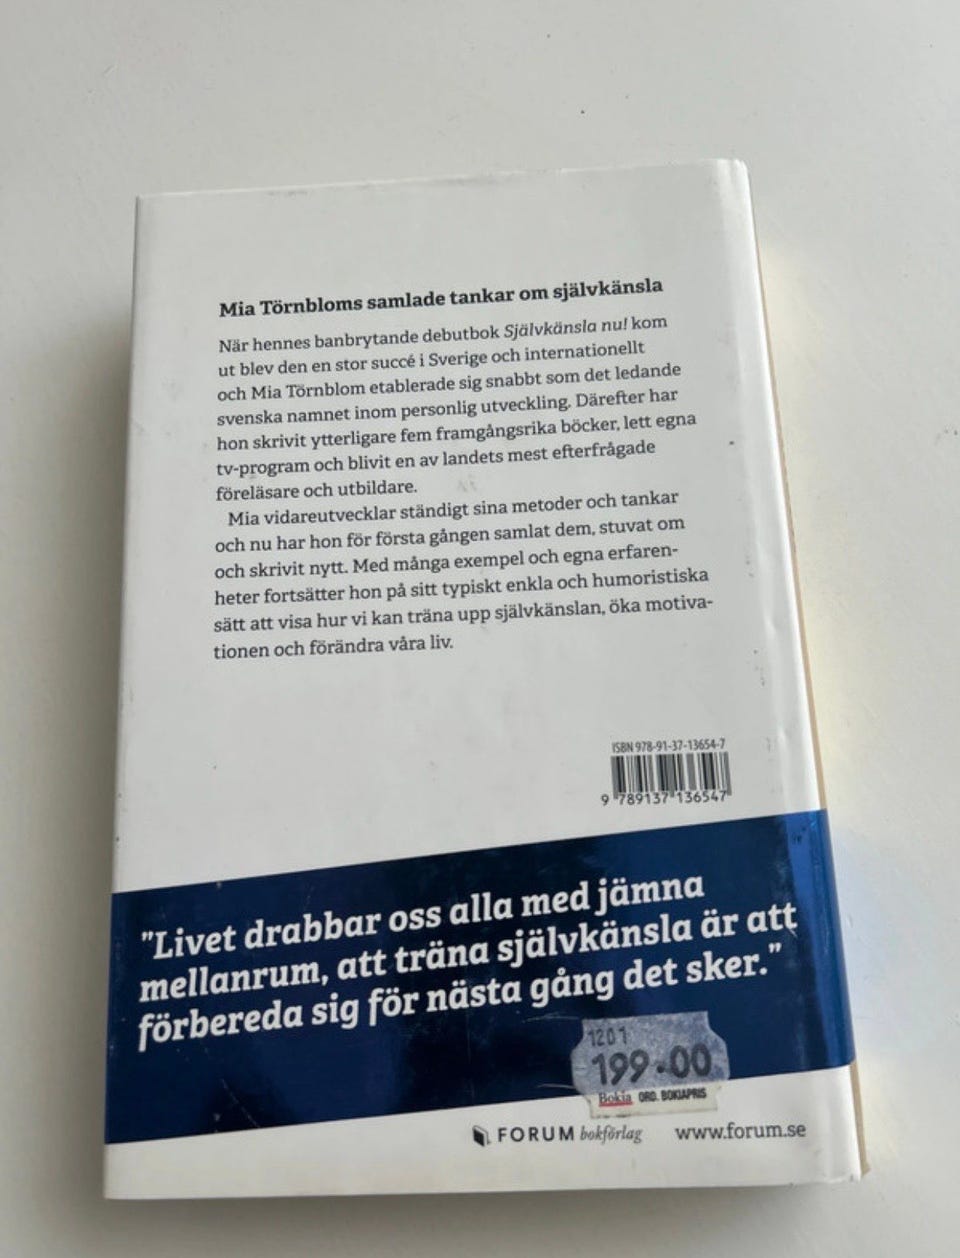 Mia Törnbloms samlade tankar om självkänsla
När hennes banbrytande debutbok Självkänsla nu! kom
ut blev den en stor succé i Sverige och internationellt
och Mia Törnblom etablerade sig snabbt som det ledande
svenska namnet inom personlig utveckling. Därefter har
hon skrivit ytterligare fem framgångsrika böcker, lett egna
tv-program och blivit en av landets mest efterfrågade
föreläsare och utbildare.
Mia vidareutvecklar ständigt sina metoder och tankar
och nu har hon för första gången samlat dem, stuvat om
och skrivit nytt. Med många exempel och egna erfaren-
heter fortsätter hon på sitt typiskt enkla och humoristiska
sätt att visa hur vi kan träna upp självkänslan, öka motiva-
tionen och förändra våra liv.
ISBN 978-91-37-13654-7
9 789137 136547
"Livet drabbar oss alla med jämna
mellanrum, att träna självkänsla är att
förbereda sig för nästa gång det sker."
1201
199.00
Bokia ORD. BOKIAPRIS
FORUM bokförlag www.forum.se